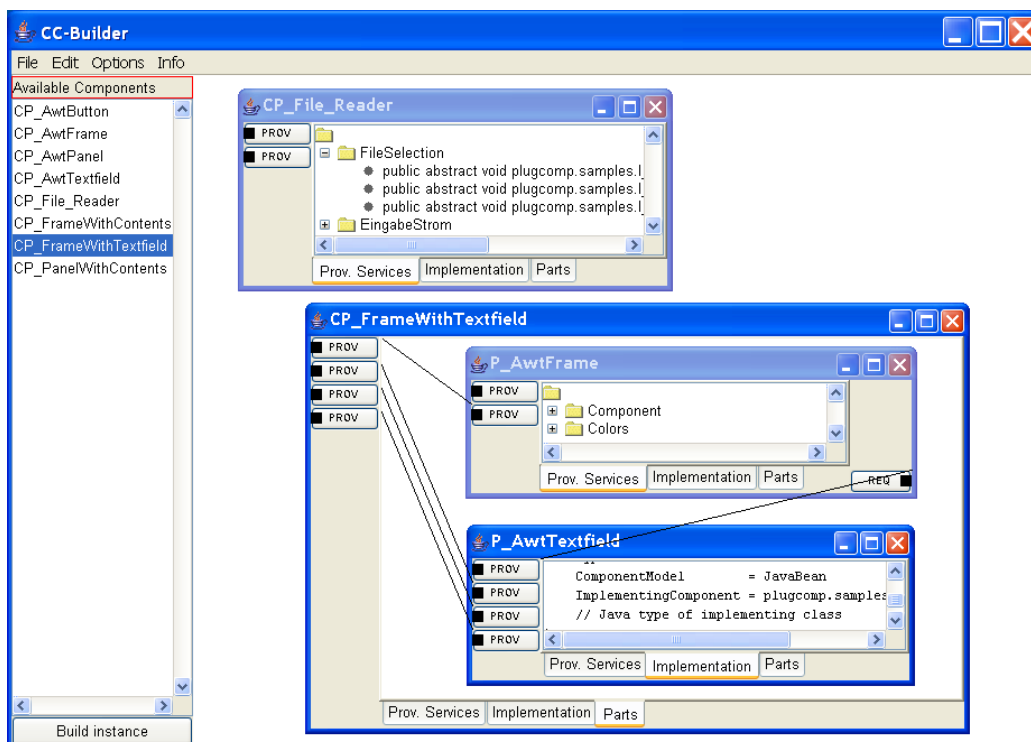 CC-Builder
File Edit Options Info
Available Components
CP_AwtButton
CP_AwtFrame
CP_AwtPanel
CP_AwtTextfield
CP_File_Reader
CP_FrameWithContents
CP_FrameWithTextfield
CP_PanelWithContents
Build instance
CP_File_Reader
PROV
PROV
FileSelection
public abstract void plugcomp.samples.I_
public abstract void plugcomp.samples.I_
public abstract void plugcomp.samples.I_
EingabeStrom
Prov. Services Implementation Parts
CP_FrameWithTextfield
PROV
PROV
PROV
PROV
P_AwtFrame
PROV
PROV
Component
Colors
Prov. Services Implementation Parts
REQ
P_AwtTextfield
PROV
PROV
PROV
PROV
ComponentModel = JavaBean
ImplementingComponent = plugcomp.samples
// Java type of implementing class
Prov. Services Implementation Parts
Prov. Services Implementation Parts